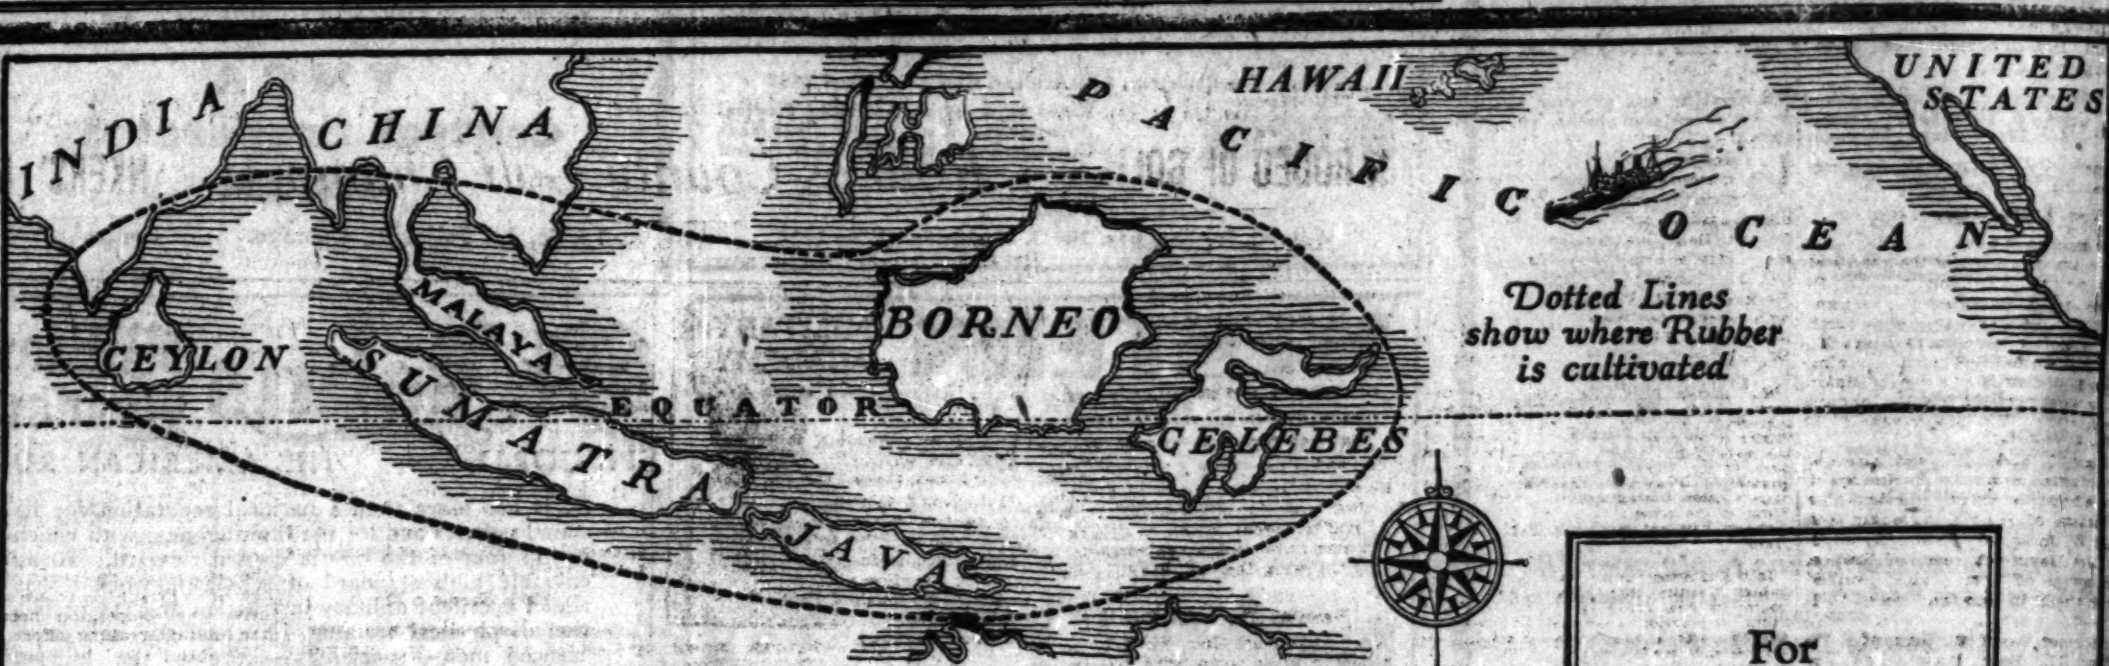 INDIA
CHINA
HAWAII
UNITED
STATES
PACIFIC OCEAN
Dotted Lines
show where Rubber
is cultivated
CEYLON
MALAYA
SUMATRA
BORNEO
EQUATOR
CELEBES
JAVA
For